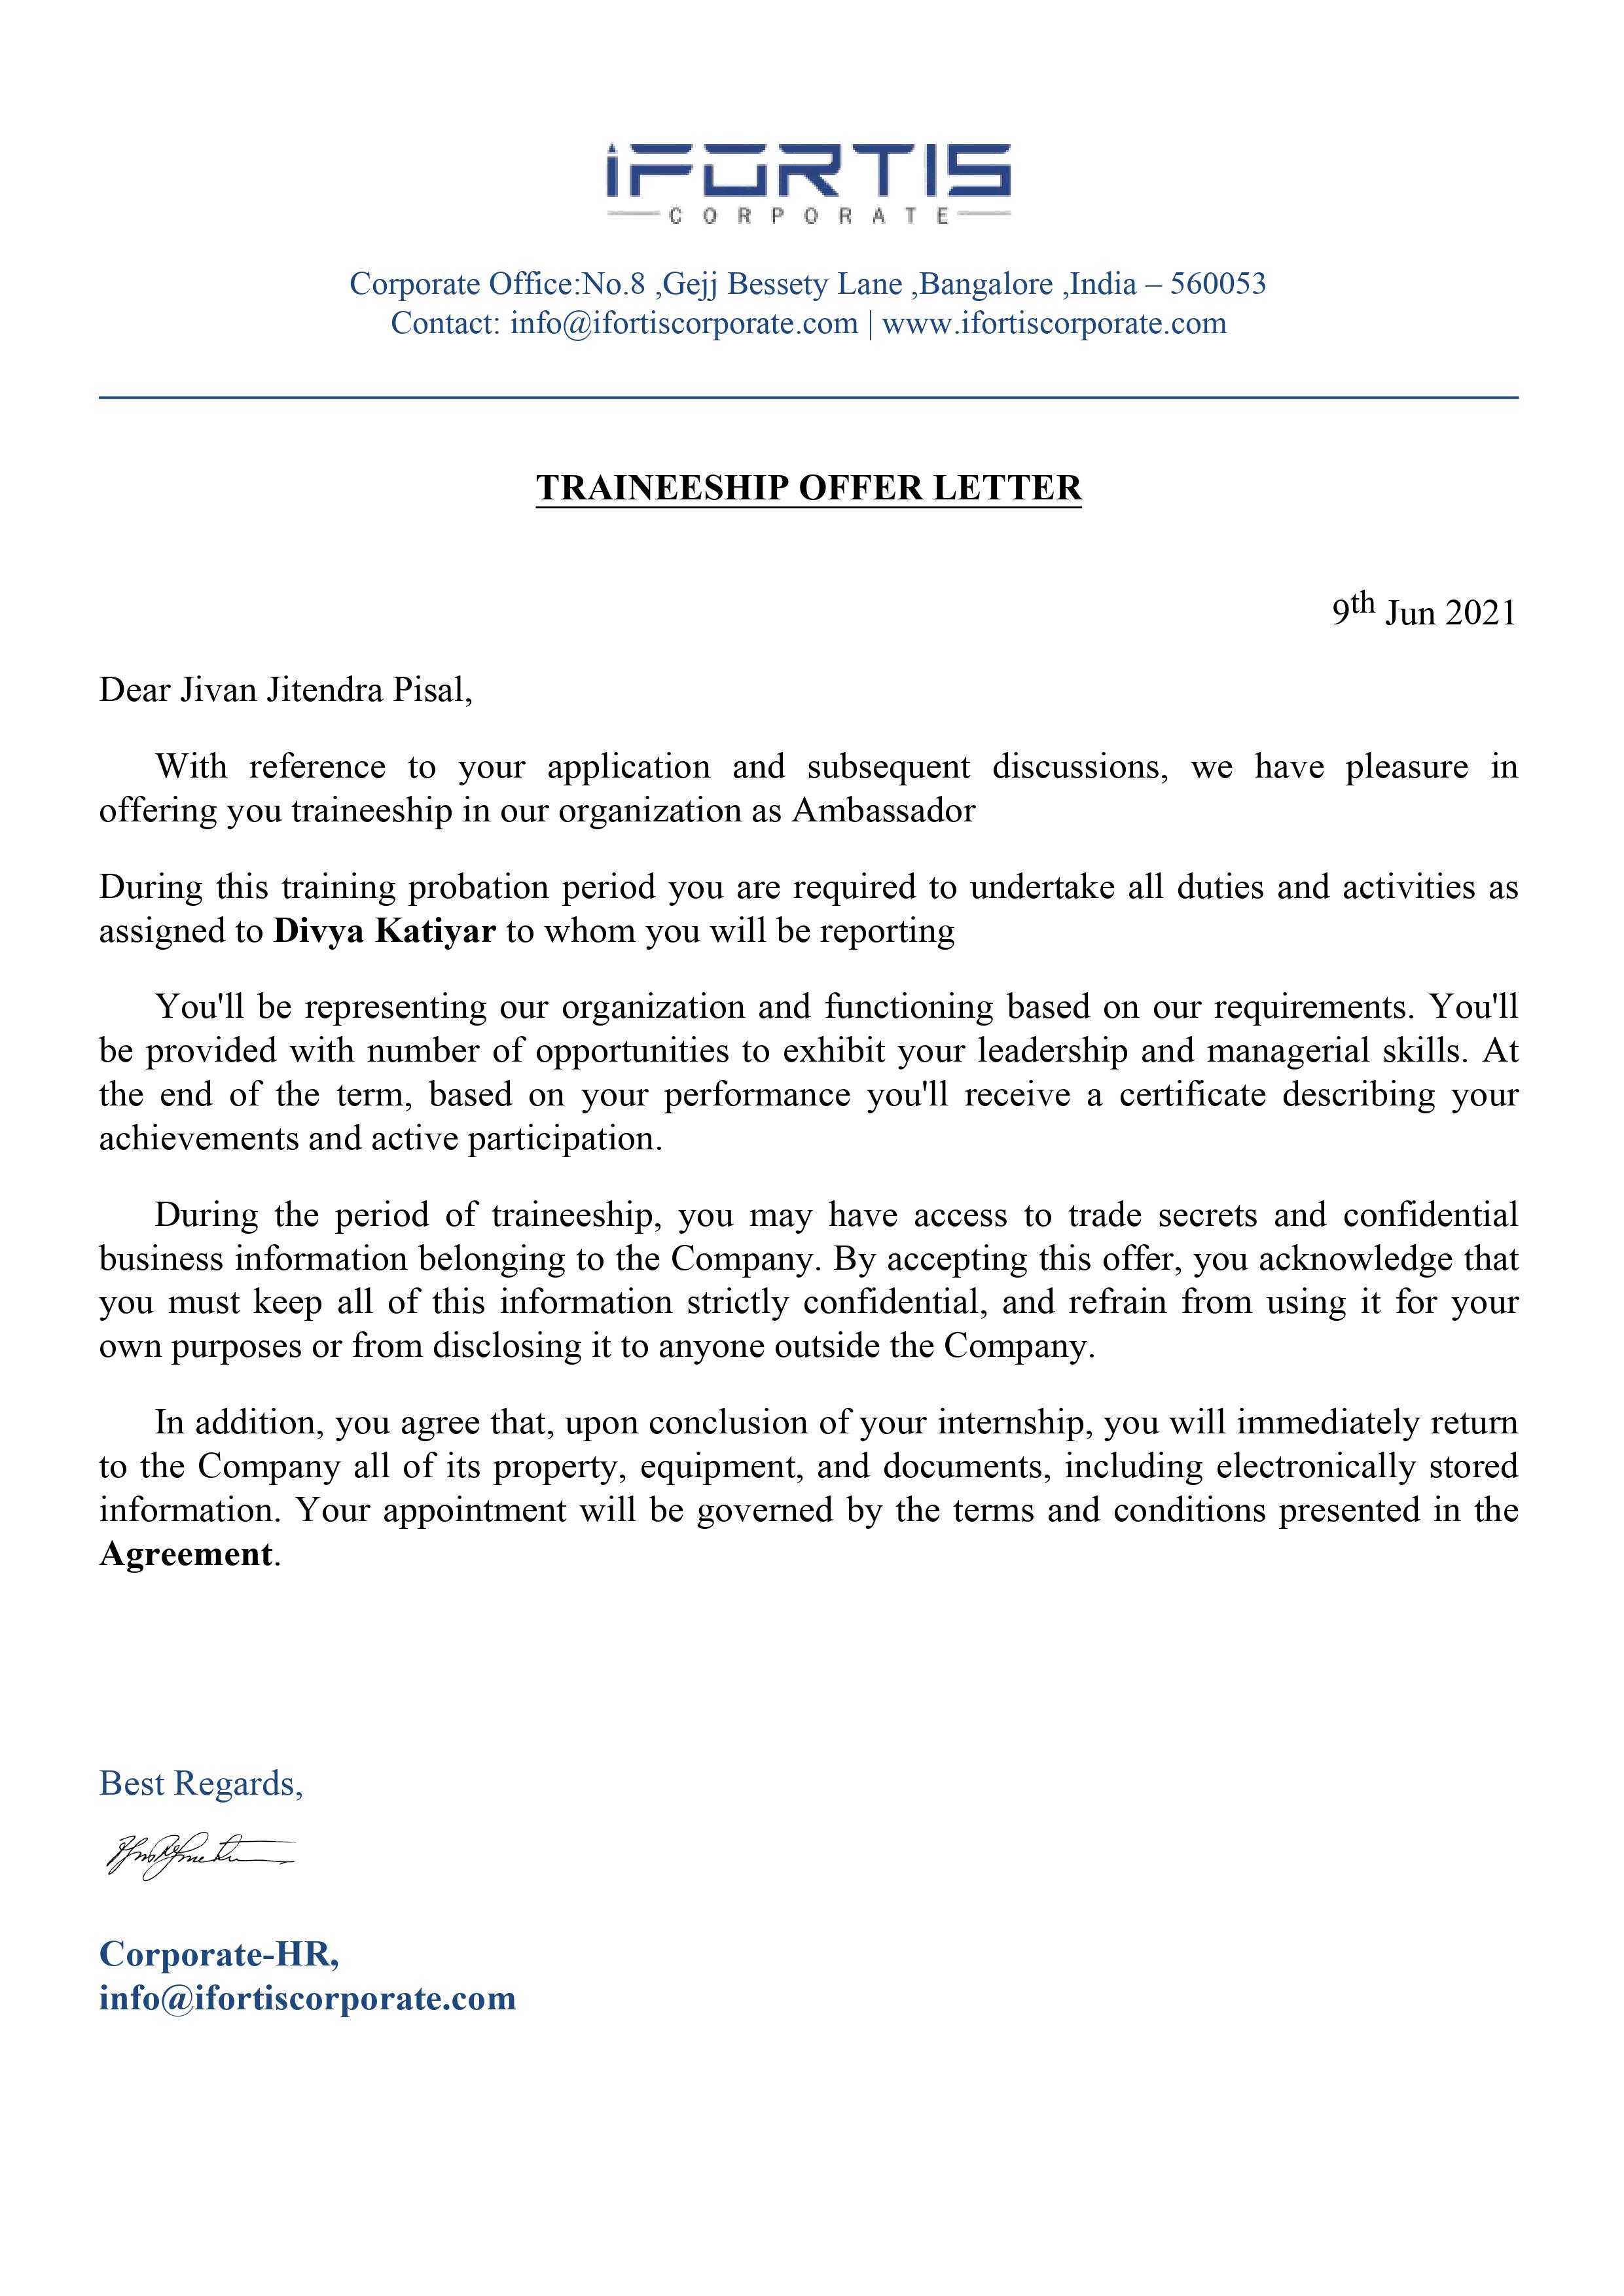 iFORTIS
CORPORATE
Corporate Office:No.8 ,Gejj Bessety Lane ,Bangalore ,India – 560053
Contact: info@ifortiscorporate.com | www.ifortiscorporate.com
TRAINEESHIP OFFER LETTER
9th Jun 2021
Dear Jivan Jitendra Pisal,
With reference to your application and subsequent discussions, we have pleasure in
offering you traineeship in our organization as Ambassador
During this training probation period you are required to undertake all duties and activities as
assigned to Divya Katiyar to whom you will be reporting
You'll be representing our organization and functioning based on our requirements. You'll
be provided with number of opportunities to exhibit your leadership and managerial skills. At
the end of the term, based on your performance you'll receive a certificate describing your
achievements and active participation.
During the period of traineeship, you may have access to trade secrets and confidential
business information belonging to the Company. By accepting this offer, you acknowledge that
you must keep all of this information strictly confidential, and refrain from using it for your
own purposes or from disclosing it to anyone outside the Company.
In addition, you agree that, upon conclusion of your internship, you will immediately return
to the Company all of its property, equipment, and documents, including electronically stored
information. Your appointment will be governed by the terms and conditions presented in the
Agreement.
Best Regards,
Corporate-HR,
info@ifortiscorporate.com